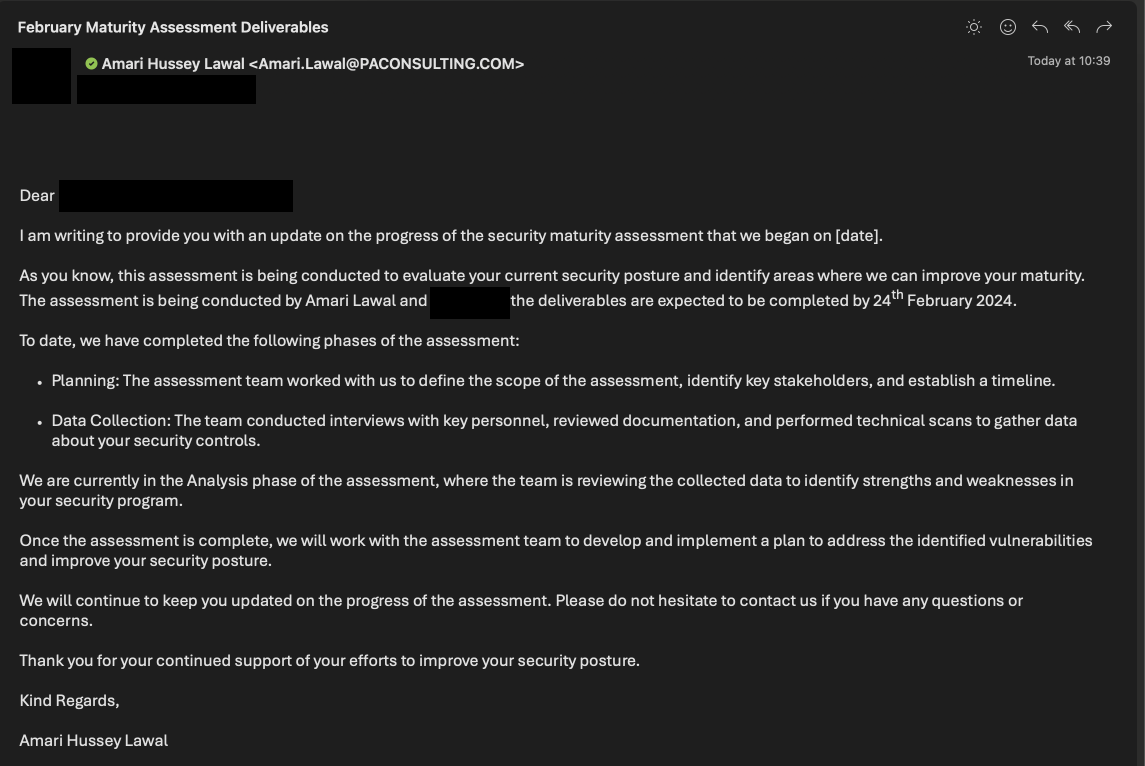 February Maturity Assessment Deliverables
Amari Hussey Lawal <Amari.Lawal@PACONSULTING.COM>
Today at 10:39
Dear
I am writing to provide you with an update on the progress of the security maturity assessment that we began on [date].
As you know, this assessment is being conducted to evaluate your current security posture and identify areas where we can improve your maturity.
The assessment is being conducted by Amari Lawal and the deliverables are expected to be completed by 24th February 2024.
To date, we have completed the following phases of the assessment:
• Planning: The assessment team worked with us to define the scope of the assessment, identify key stakeholders, and establish a timeline.
• Data Collection: The team conducted interviews with key personnel, reviewed documentation, and performed technical scans to gather data
about your security controls.
We are currently in the Analysis phase of the assessment, where the team is reviewing the collected data to identify strengths and weaknesses in
your security program.
Once the assessment is complete, we will work with the assessment team to develop and implement a plan to address the identified vulnerabilities
and improve your security posture.
We will continue to keep you updated on the progress of the assessment. Please do not hesitate to contact us if you have any questions or
concerns.
Thank you for your continued support of your efforts to improve your security posture.
Kind Regards,
Amari Hussey Lawal